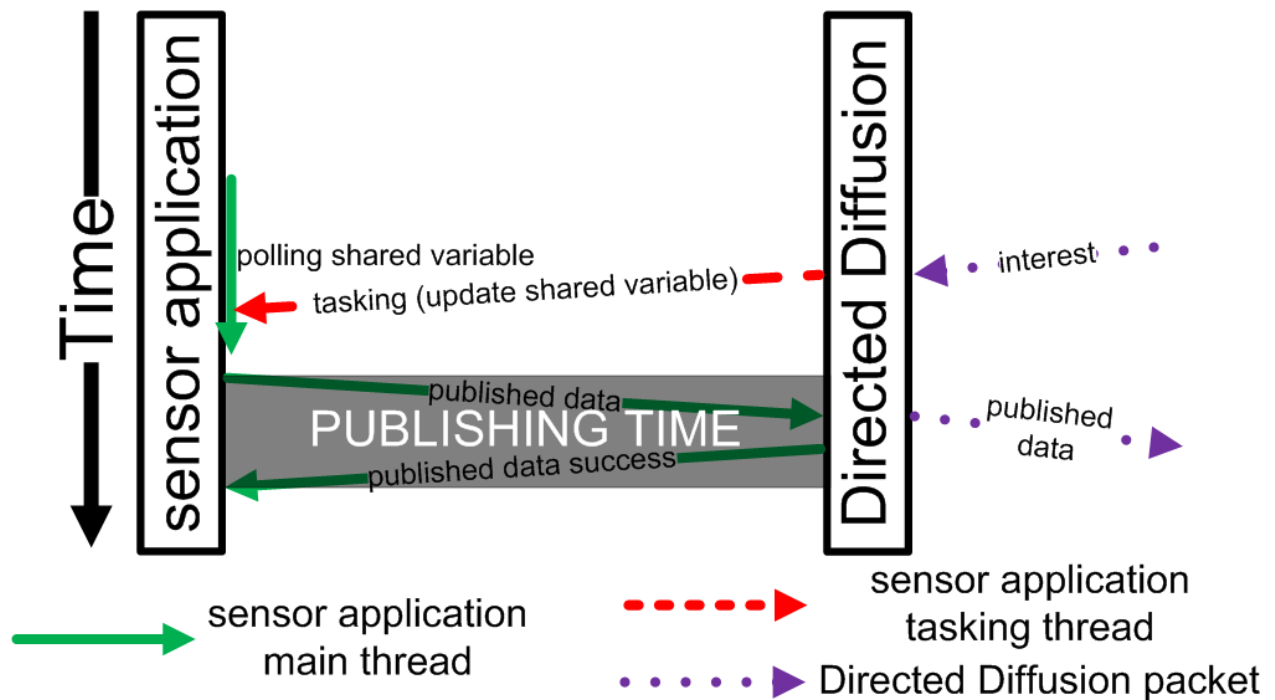 Time
sensor application
polling shared variable
tasking (update shared variable)
Directed Diffusion
interest
published data
PUBLISHING TIME
published data success
published
data
sensor application
main thread
sensor application
tasking thread
Directed Diffusion packet